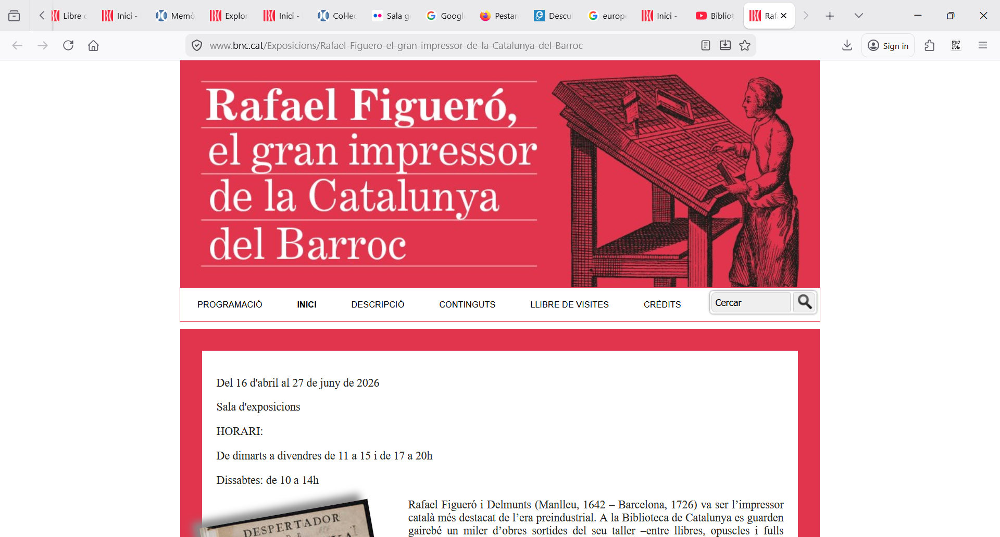 Libre
Inici -
Memò
Explor
Inici -
Col·lec
Sala g
Googl
Pestan
Descu
europ
Inici -
Bibliot
Raf
www.bnc.cat/Exposicions/Rafael-Figuero-el-gran-impressor-de-la-Catalunya-del-Barroc
Sign in
Rafael Figueró,
el gran impressor
de la Catalunya
del Barroc
PROGRAMACIÓ
INICI
DESCRIPCIÓ
CONTINGUTS
LLIBRE DE VISITES
CRÈDITS
Cercar
Del 16 d'abril al 27 de juny de 2026
Sala d'exposicions
HORARI:
De dimarts a divendres de 11 a 15 i de 17 a 20h
Dissabtes: de 10 a 14h
DESPERTADOR
DE
Rafael Figueró i Delmunts (Manlleu, 1642 – Barcelona, 1726) va ser l’impressor
català més destacat de l’era preindustrial. A la Biblioteca de Catalunya es guarden
gairebé un miler d’obres sortides del seu taller –entre llibres, opuscles i fulls